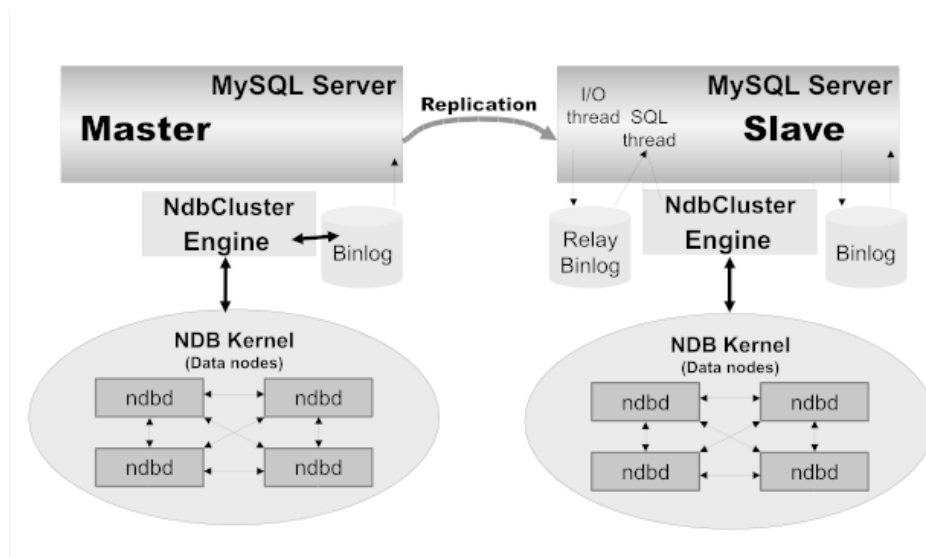 MySQL Server
Master
Replication
MySQL Server
I/O
thread
SQL
thread
Slave
NdbCluster
Engine
Binlog
Relay
Binlog
NdbCluster
Engine
Binlog
NDB Kernel
(Data nodes)
ndbd
ndbd
ndbd
ndbd
NDB Kernel
(Data nodes)
ndbd
ndbd
ndbd
ndbd